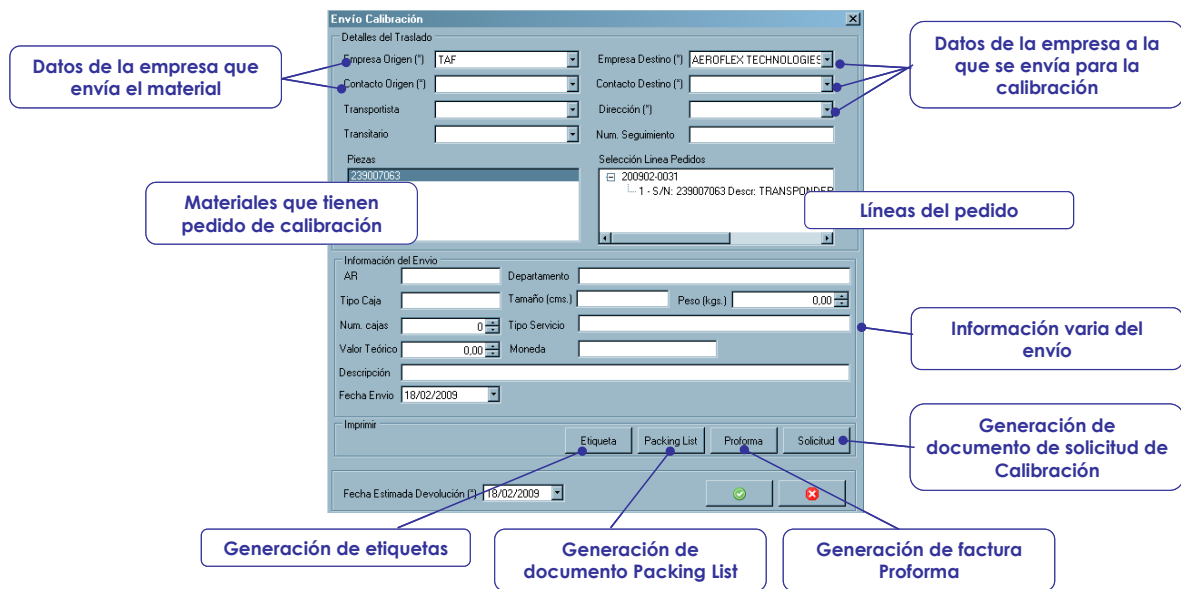 Envío Calibración
Detalles del Traslado
Empresa Origen (*) TAF
Empresa Destino (*) AEROFLEX TECHNOLOGIES
Contacto Origen (*)
Contacto Destino (*)
Transportista
Dirección (*)
Transitario
Num. Seguimiento
Piezas
239007063
Selección Linea Pedidos
200902-0031
1 - S/N: 239007063 Descr: TRANSPONDER
Información del Envio
AR
Departamento
Tipo Caja
Tamaño (cms.)
Peso (kgs.) 0,00
Num. cajas 0
Tipo Servicio
Valor Teórico 0,00
Moneda
Descripción
Fecha Envio 18/02/2009
Imprimir
Etiqueta
Packing List
Proforma
Solicitud
Fecha Estimada Devolución (*) 18/02/2009
Datos de la empresa que
envía el material
Datos de la empresa a la
que se envía para la
calibración
Materiales que tienen
pedido de calibración
Líneas del pedido
Información varia del
envío
Generación de
documento de solicitud de
Calibración
Generación de etiquetas
Generación de
documento Packing List
Generación de factura
Proforma